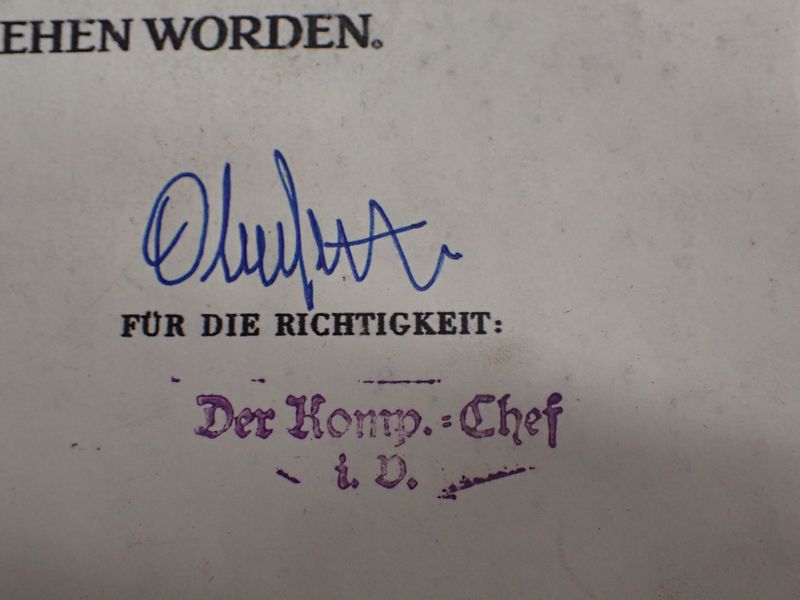 EHEN WORDEN.
FÜR DIE RICHTIGKEIT:
Der Komp.=Chef
i. V.